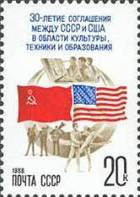 30-ЛЕТИЕ СОГЛАШЕНИЯ
МЕЖДУ СССР И США
В ОБЛАСТИ КУЛЬТУРЫ,
ТЕХНИКИ И ОБРАЗОВАНИЯ
1988
ПОЧТА СССР
20К